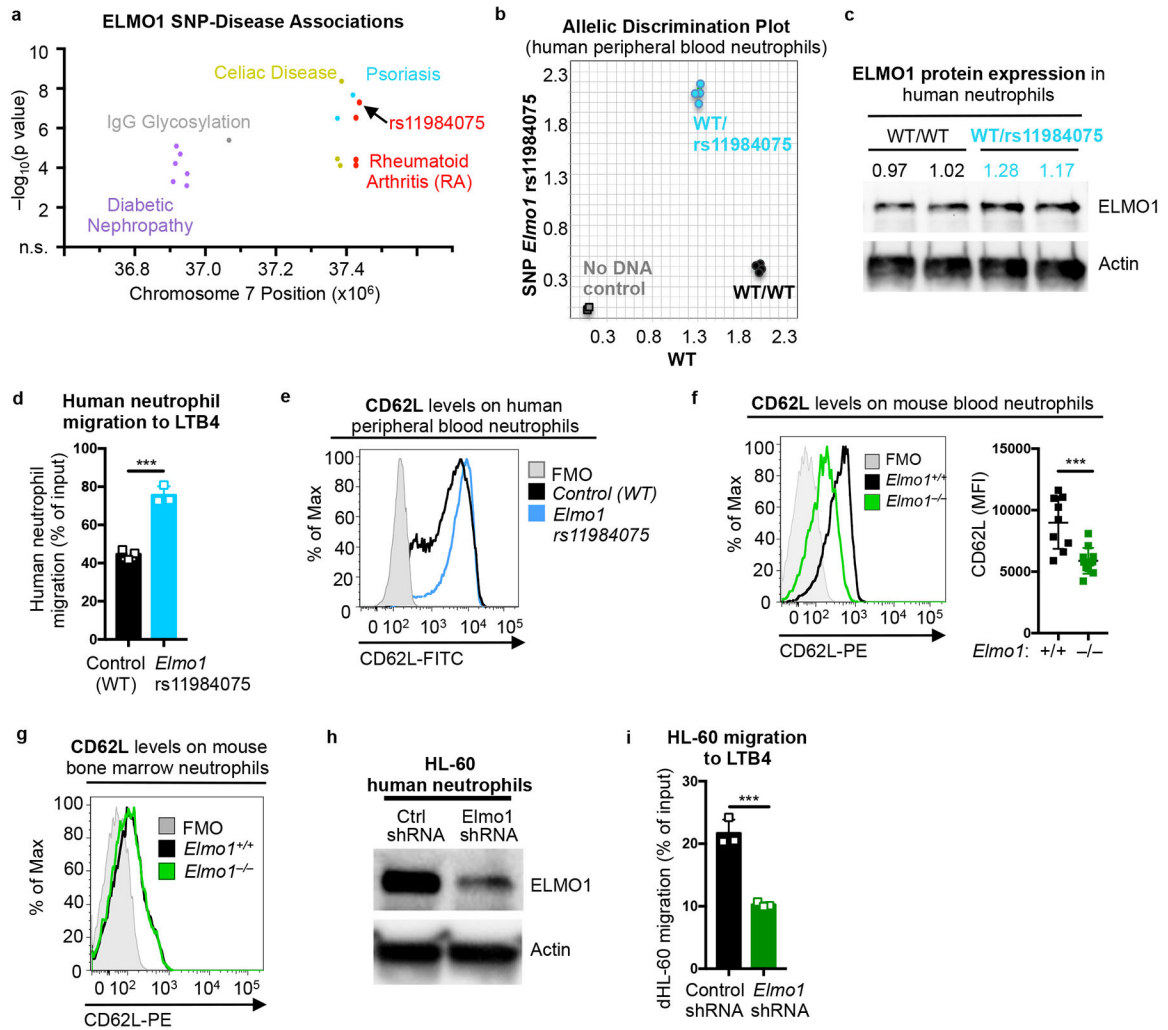 a
ELMO1 SNP-Disease Associations
10
8
6
4
2
n.s.
–log10(p value)
Celiac Disease
Psoriasis
IgG Glycosylation
rs11984075
Rheumatoid
Arthritis (RA)
Diabetic
Nephropathy
36.8 37.0 37.2 37.4
Chromosome 7 Position (x10⁶)
b
Allelic Discrimination Plot
(human peripheral blood neutrophils)
SNP Elmo1 rs11984075
2.3
1.8
1.3
0.8
0.3
WT/
rs11984075
No DNA
control
WT/WT
0.3 0.8 1.3 1.8 2.3
WT
c
ELMO1 protein expression in
human neutrophils
WT/WT WT/rs11984075
0.97 1.02 1.28 1.17
ELMO1
Actin
d
Human neutrophil
migration to LTB4
Human neutrophil
migration (% of input)
100
80
60
40
20
0
***
Control
(WT)
Elmo1
rs11984075
e
CD62L levels on human
peripheral blood neutrophils
% of Max
100
80
60
40
20
0
FMO
Control (WT)
Elmo1
rs11984075
0 10² 10³ 10⁴ 10⁵
CD62L-FITC
f
CD62L levels on mouse blood neutrophils
% of Max
100
80
60
40
20
0
FMO
Elmo1+/+
Elmo1–/–
0 10² 10³ 10⁴ 10⁵
CD62L-PE
CD62L (MFI)
15000
10000
5000
0
***
Elmo1: +/+ –/–
g
CD62L levels on mouse
bone marrow neutrophils
% of Max
100
80
60
40
20
0
FMO
Elmo1+/+
Elmo1–/–
0 10² 10³ 10⁴ 10⁵
CD62L-PE
h
HL-60
human neutrophils
Ctrl
shRNA
Elmo1
shRNA
ELMO1
Actin
i
HL-60 migration
to LTB4
dHL-60 migration (% of input)
30
20
10
0
***
Control
shRNA
Elmo1
shRNA